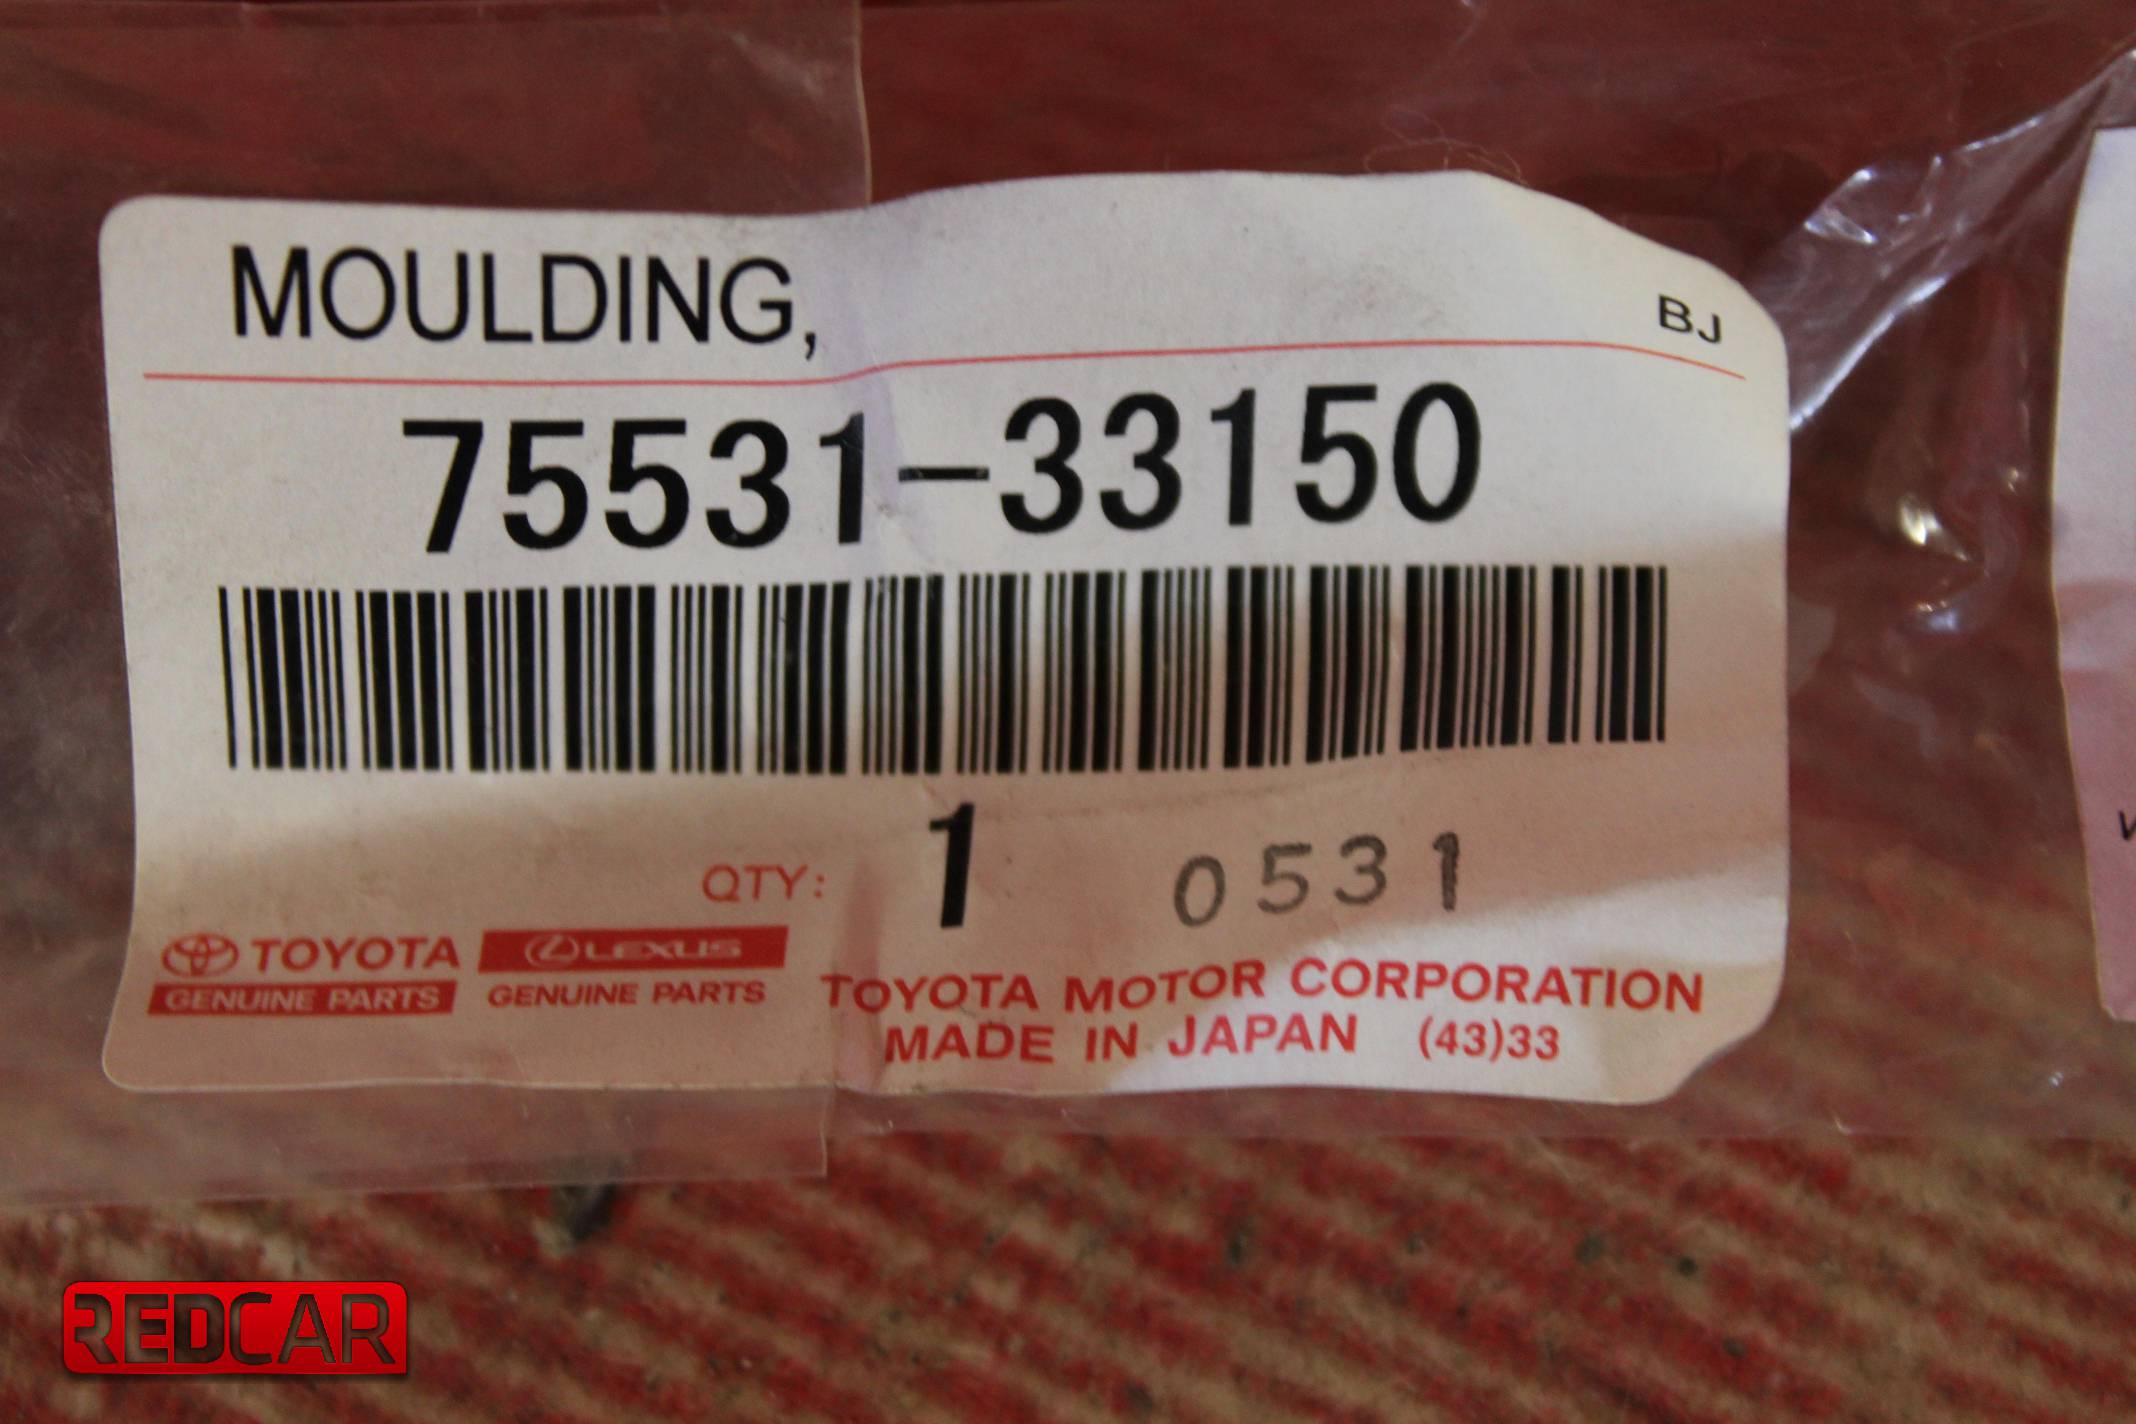 MOULDING,
BJ
75531-33150
QTY: 1 0531
TOYOTA LEXUS
GENUINE PARTS GENUINE PARTS
TOYOTA MOTOR CORPORATION
MADE IN JAPAN (43)33
REDCAR